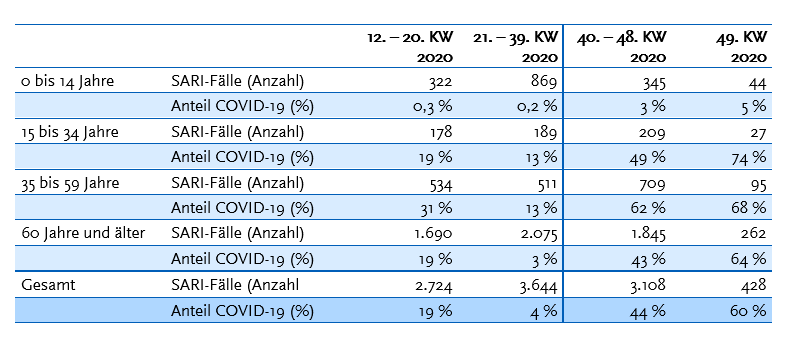 12. – 20. KW 21. – 39. KW 40. – 48. KW 49. KW
2020 2020 2020 2020
0 bis 14 Jahre SARI-Fälle (Anzahl) 322 869 345 44
Anteil COVID-19 (%) 0,3 % 0,2 % 3 % 5 %
15 bis 34 Jahre SARI-Fälle (Anzahl) 178 189 209 27
Anteil COVID-19 (%) 19 % 13 % 49 % 74 %
35 bis 59 Jahre SARI-Fälle (Anzahl) 534 511 709 95
Anteil COVID-19 (%) 31 % 13 % 62 % 68 %
60 Jahre und älter SARI-Fälle (Anzahl) 1.690 2.075 1.845 262
Anteil COVID-19 (%) 19 % 3 % 43 % 64 %
Gesamt SARI-Fälle (Anzahl 2.724 3.644 3.108 428
Anteil COVID-19 (%) 19 % 4 % 44 % 60 %